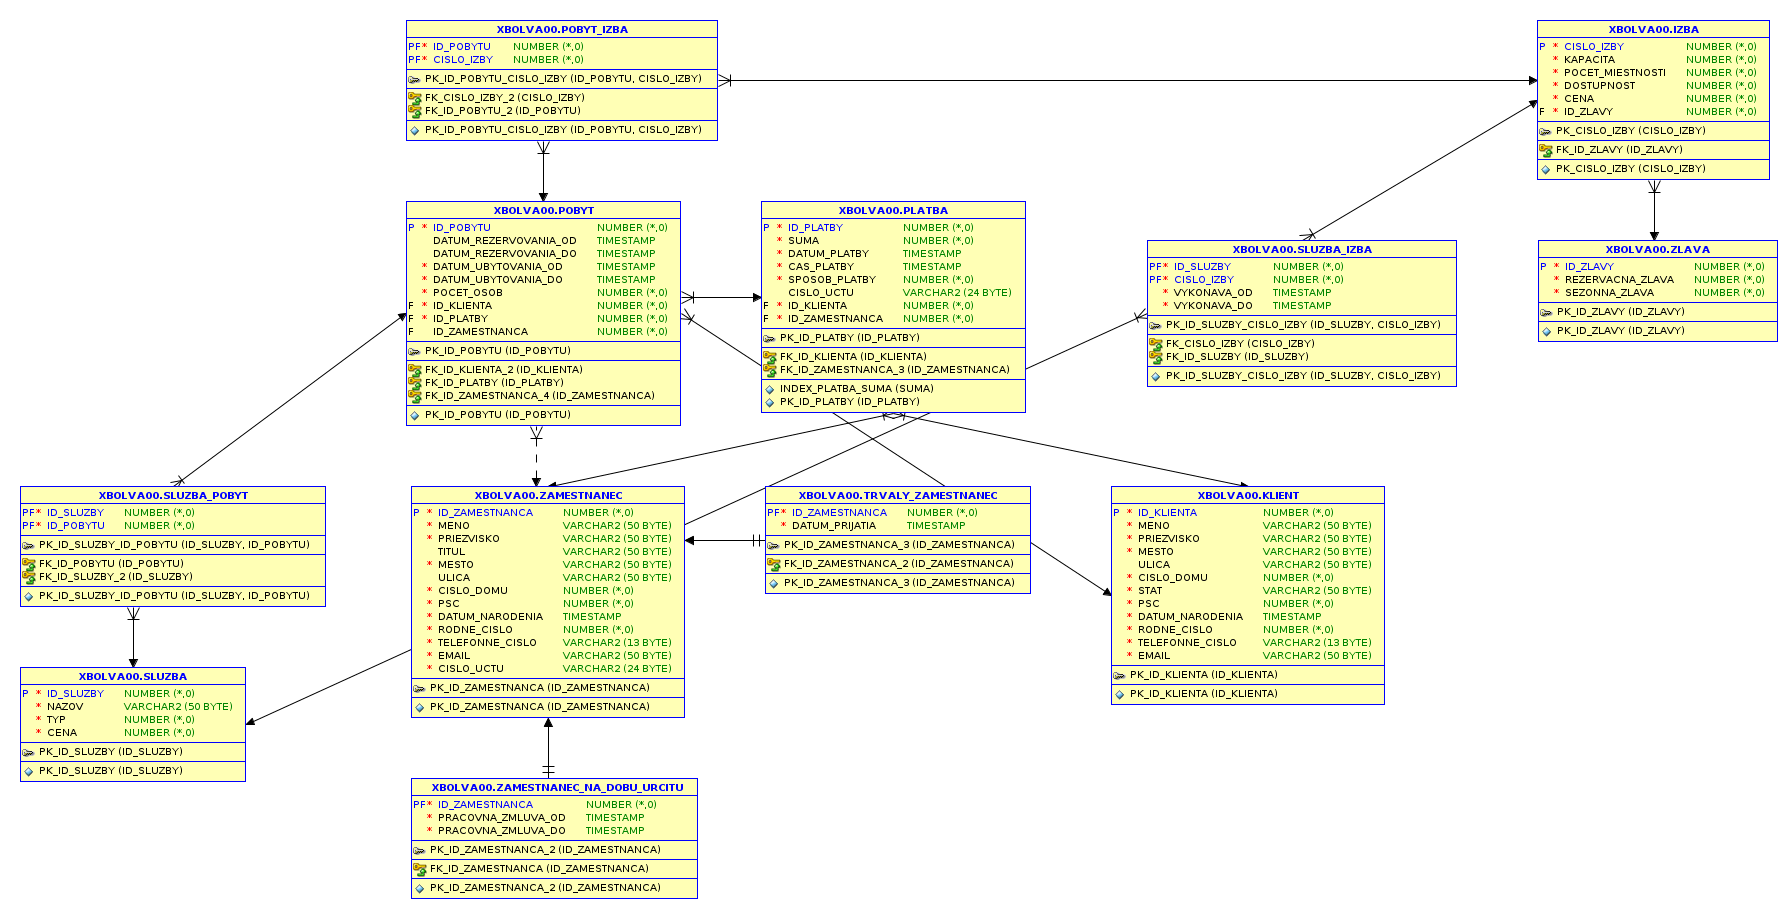 XBOLVA00.POBYT_IZBA
PF* ID_POBYTU NUMBER (*,0)
PF* CISLO_IZBY NUMBER (*,0)
PK_ID_POBYTU_CISLO_IZBY (ID_POBYTU, CISLO_IZBY)
FK_CISLO_IZBY_2 (CISLO_IZBY)
FK_ID_POBYTU_2 (ID_POBYTU)
PK_ID_POBYTU_CISLO_IZBY (ID_POBYTU, CISLO_IZBY)
XBOLVA00.IZBA
P * CISLO_IZBY NUMBER (*,0)
* KAPACITA NUMBER (*,0)
* POCET_MIESTNOSTI NUMBER (*,0)
* DOSTUPNOST NUMBER (*,0)
* CENA NUMBER (*,0)
F * ID_ZLAVY NUMBER (*,0)
PK_CISLO_IZBY (CISLO_IZBY)
FK_ID_ZLAVY (ID_ZLAVY)
PK_CISLO_IZBY (CISLO_IZBY)
XBOLVA00.POBYT
P * ID_POBYTU NUMBER (*,0)
DATUM_REZERVOVANIA_OD TIMESTAMP
DATUM_REZERVOVANIA_DO TIMESTAMP
* DATUM_UBYTOVANIA_OD TIMESTAMP
* DATUM_UBYTOVANIA_DO TIMESTAMP
* POCET_OSOB NUMBER (*,0)
F * ID_KLIENTA NUMBER (*,0)
F * ID_PLATBY NUMBER (*,0)
F ID_ZAMESTNANCA NUMBER (*,0)
PK_ID_POBYTU (ID_POBYTU)
FK_ID_KLIENTA_2 (ID_KLIENTA)
FK_ID_PLATBY (ID_PLATBY)
FK_ID_ZAMESTNANCA_4 (ID_ZAMESTNANCA)
PK_ID_POBYTU (ID_POBYTU)
XBOLVA00.PLATBA
P * ID_PLATBY NUMBER (*,0)
* SUMA NUMBER (*,0)
* DATUM_PLATBY TIMESTAMP
* CAS_PLATBY TIMESTAMP
* SPOSOB_PLATBY NUMBER (*,0)
CISLO_UCTU VARCHAR2 (24 BYTE)
F * ID_KLIENTA NUMBER (*,0)
F * ID_ZAMESTNANCA NUMBER (*,0)
PK_ID_PLATBY (ID_PLATBY)
FK_ID_KLIENTA (ID_KLIENTA)
FK_ID_ZAMESTNANCA_3 (ID_ZAMESTNANCA)
INDEX_PLATBA_SUMA (SUMA)
PK_ID_PLATBY (ID_PLATBY)
XBOLVA00.SLUZBA_IZBA
PF* ID_SLUZBY NUMBER (*,0)
PF* CISLO_IZBY NUMBER (*,0)
* VYKONAVA_OD TIMESTAMP
* VYKONAVA_DO TIMESTAMP
PK_ID_SLUZBY_CISLO_IZBY (ID_SLUZBY, CISLO_IZBY)
FK_CISLO_IZBY (CISLO_IZBY)
FK_ID_SLUZBY (ID_SLUZBY)
PK_ID_SLUZBY_CISLO_IZBY (ID_SLUZBY, CISLO_IZBY)
XBOLVA00.ZLAVA
P * ID_ZLAVY NUMBER (*,0)
* REZERVACNA_ZLAVA NUMBER (*,0)
* SEZONNA_ZLAVA NUMBER (*,0)
PK_ID_ZLAVY (ID_ZLAVY)
PK_ID_ZLAVY (ID_ZLAVY)
XBOLVA00.SLUZBA_POBYT
PF* ID_SLUZBY NUMBER (*,0)
PF* ID_POBYTU NUMBER (*,0)
PK_ID_SLUZBY_ID_POBYTU (ID_SLUZBY, ID_POBYTU)
FK_ID_POBYTU (ID_POBYTU)
FK_ID_SLUZBY_2 (ID_SLUZBY)
PK_ID_SLUZBY_ID_POBYTU (ID_SLUZBY, ID_POBYTU)
XBOLVA00.ZAMESTNANEC
P * ID_ZAMESTNANCA NUMBER (*,0)
* MENO VARCHAR2 (50 BYTE)
* PRIEZVISKO VARCHAR2 (50 BYTE)
TITUL VARCHAR2 (50 BYTE)
* MESTO VARCHAR2 (50 BYTE)
ULICA VARCHAR2 (50 BYTE)
* CISLO_DOMU NUMBER (*,0)
* PSC NUMBER (*,0)
* DATUM_NARODENIA TIMESTAMP
* RODNE_CISLO NUMBER (*,0)
* TELEFONNE_CISLO VARCHAR2 (13 BYTE)
* EMAIL VARCHAR2 (50 BYTE)
* CISLO_UCTU VARCHAR2 (24 BYTE)
PK_ID_ZAMESTNANCA (ID_ZAMESTNANCA)
PK_ID_ZAMESTNANCA (ID_ZAMESTNANCA)
XBOLVA00.TRVALY_ZAMESTNANEC
PF* ID_ZAMESTNANCA NUMBER (*,0)
* DATUM_PRIJATIA TIMESTAMP
PK_ID_ZAMESTNANCA_3 (ID_ZAMESTNANCA)
FK_ID_ZAMESTNANCA_2 (ID_ZAMESTNANCA)
PK_ID_ZAMESTNANCA_3 (ID_ZAMESTNANCA)
XBOLVA00.KLIENT
P * ID_KLIENTA NUMBER (*,0)
* MENO VARCHAR2 (50 BYTE)
* PRIEZVISKO VARCHAR2 (50 BYTE)
* MESTO VARCHAR2 (50 BYTE)
ULICA VARCHAR2 (50 BYTE)
* CISLO_DOMU NUMBER (*,0)
* STAT VARCHAR2 (50 BYTE)
* PSC NUMBER (*,0)
* DATUM_NARODENIA TIMESTAMP
* RODNE_CISLO NUMBER (*,0)
* TELEFONNE_CISLO VARCHAR2 (13 BYTE)
* EMAIL VARCHAR2 (50 BYTE)
PK_ID_KLIENTA (ID_KLIENTA)
PK_ID_KLIENTA (ID_KLIENTA)
XBOLVA00.SLUZBA
P * ID_SLUZBY NUMBER (*,0)
* NAZOV VARCHAR2 (50 BYTE)
* TYP NUMBER (*,0)
* CENA NUMBER (*,0)
PK_ID_SLUZBY (ID_SLUZBY)
PK_ID_SLUZBY (ID_SLUZBY)
XBOLVA00.ZAMESTNANEC_NA_DOBU_URCITU
PF* ID_ZAMESTNANCA NUMBER (*,0)
* PRACOVNA_ZMLUVA_OD TIMESTAMP
* PRACOVNA_ZMLUVA_DO TIMESTAMP
PK_ID_ZAMESTNANCA_2 (ID_ZAMESTNANCA)
FK_ID_ZAMESTNANCA (ID_ZAMESTNANCA)
PK_ID_ZAMESTNANCA_2 (ID_ZAMESTNANCA)